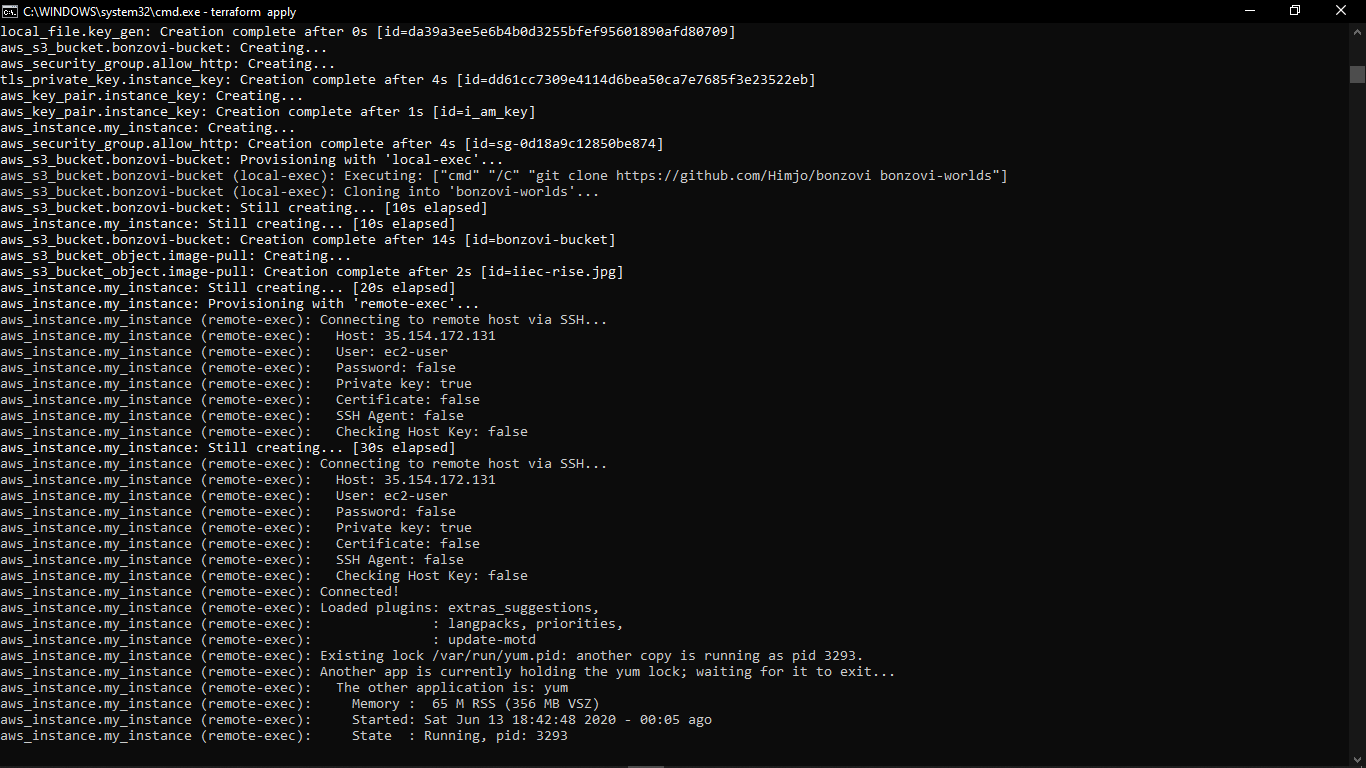 C:\WINDOWS\system32\cmd.exe - terraform  apply
local_file.key_gen: Creation complete after 0s [id=da39a3ee5e6b4b0d3255bfef95601890afd80709]
aws_s3_bucket.bonzovi-bucket: Creating...
aws_security_group.allow_http: Creating...
tls_private_key.instance_key: Creation complete after 4s [id=dd61cc7309e4114d6bea50ca7e7685f3e23522eb]
aws_key_pair.instance_key: Creating...
aws_key_pair.instance_key: Creation complete after 1s [id=i_am_key]
aws_instance.my_instance: Creating...
aws_security_group.allow_http: Creation complete after 4s [id=sg-0d18a9c12850be874]
aws_s3_bucket.bonzovi-bucket: Provisioning with 'local-exec'...
aws_s3_bucket.bonzovi-bucket (local-exec): Executing: ["cmd" "/C" "git clone https://github.com/Himjo/bonzovi bonzovi-worlds"]
aws_s3_bucket.bonzovi-bucket (local-exec): Cloning into 'bonzovi-worlds'...
aws_s3_bucket.bonzovi-bucket: Still creating... [10s elapsed]
aws_instance.my_instance: Still creating... [10s elapsed]
aws_s3_bucket.bonzovi-bucket: Creation complete after 14s [id=bonzovi-bucket]
aws_s3_bucket_object.image-pull: Creating...
aws_s3_bucket_object.image-pull: Creation complete after 2s [id=iiec-rise.jpg]
aws_instance.my_instance: Still creating... [20s elapsed]
aws_instance.my_instance: Provisioning with 'remote-exec'...
aws_instance.my_instance (remote-exec): Connecting to remote host via SSH...
aws_instance.my_instance (remote-exec):   Host: 35.154.172.131
aws_instance.my_instance (remote-exec):   User: ec2-user
aws_instance.my_instance (remote-exec):   Password: false
aws_instance.my_instance (remote-exec):   Private key: true
aws_instance.my_instance (remote-exec):   Certificate: false
aws_instance.my_instance (remote-exec):   SSH Agent: false
aws_instance.my_instance (remote-exec):   Checking Host Key: false
aws_instance.my_instance: Still creating... [30s elapsed]
aws_instance.my_instance (remote-exec): Connecting to remote host via SSH...
aws_instance.my_instance (remote-exec):   Host: 35.154.172.131
aws_instance.my_instance (remote-exec):   User: ec2-user
aws_instance.my_instance (remote-exec):   Password: false
aws_instance.my_instance (remote-exec):   Private key: true
aws_instance.my_instance (remote-exec):   Certificate: false
aws_instance.my_instance (remote-exec):   SSH Agent: false
aws_instance.my_instance (remote-exec):   Checking Host Key: false
aws_instance.my_instance (remote-exec): Connected!
aws_instance.my_instance (remote-exec): Loaded plugins: extras_suggestions,
aws_instance.my_instance (remote-exec):               : langpacks, priorities,
aws_instance.my_instance (remote-exec):               : update-motd
aws_instance.my_instance (remote-exec): Existing lock /var/run/yum.pid: another copy is running as pid 3293.
aws_instance.my_instance (remote-exec): Another app is currently holding the yum lock; waiting for it to exit...
aws_instance.my_instance (remote-exec):   The other application is: yum
aws_instance.my_instance (remote-exec):     Memory :  65 M RSS (356 MB VSZ)
aws_instance.my_instance (remote-exec):     Started: Sat Jun 13 18:42:48 2020 - 00:05 ago
aws_instance.my_instance (remote-exec):     State  : Running, pid: 3293